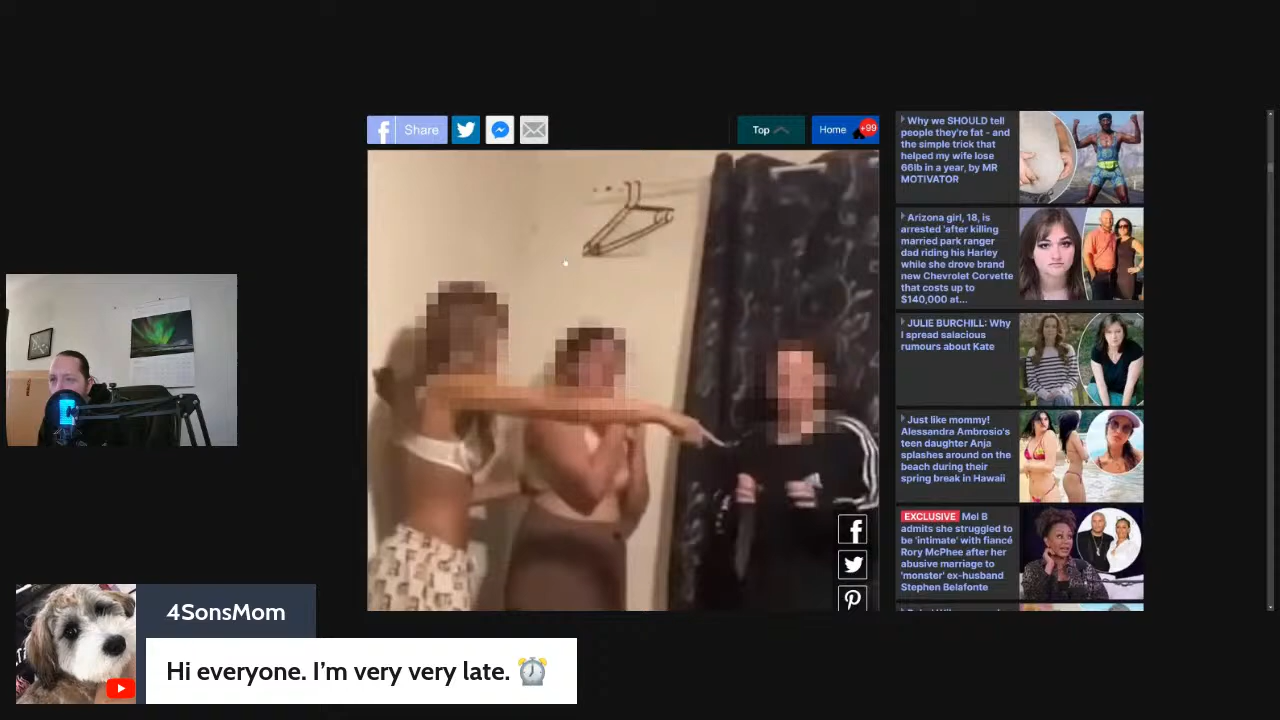 Share
Top
Home
+99
Why we SHOULD tell
people they're fat - and
the simple trick that
helped my wife lose
66lb in a year, by MR
MOTIVATOR
Arizona girl, 18, is
arrested 'after killing
married park ranger
dad riding his Harley
while she drove brand
new Chevrolet Corvette
that costs up to
$140,000 at...
JULIE BURCHILL: Why
I spread salacious
rumours about Kate
Just like mommy!
Alessandra Ambrosio's
teen daughter Anja
splashes around on the
beach during their
spring break in Hawaii
EXCLUSIVE Mel B
admits she struggled to
be 'intimate' with fiancé
Rory McPhee after her
abusive marriage to
'monster' ex-husband
Stephen Belafonte
4SonsMom
Hi everyone. I'm very very late. ⏰